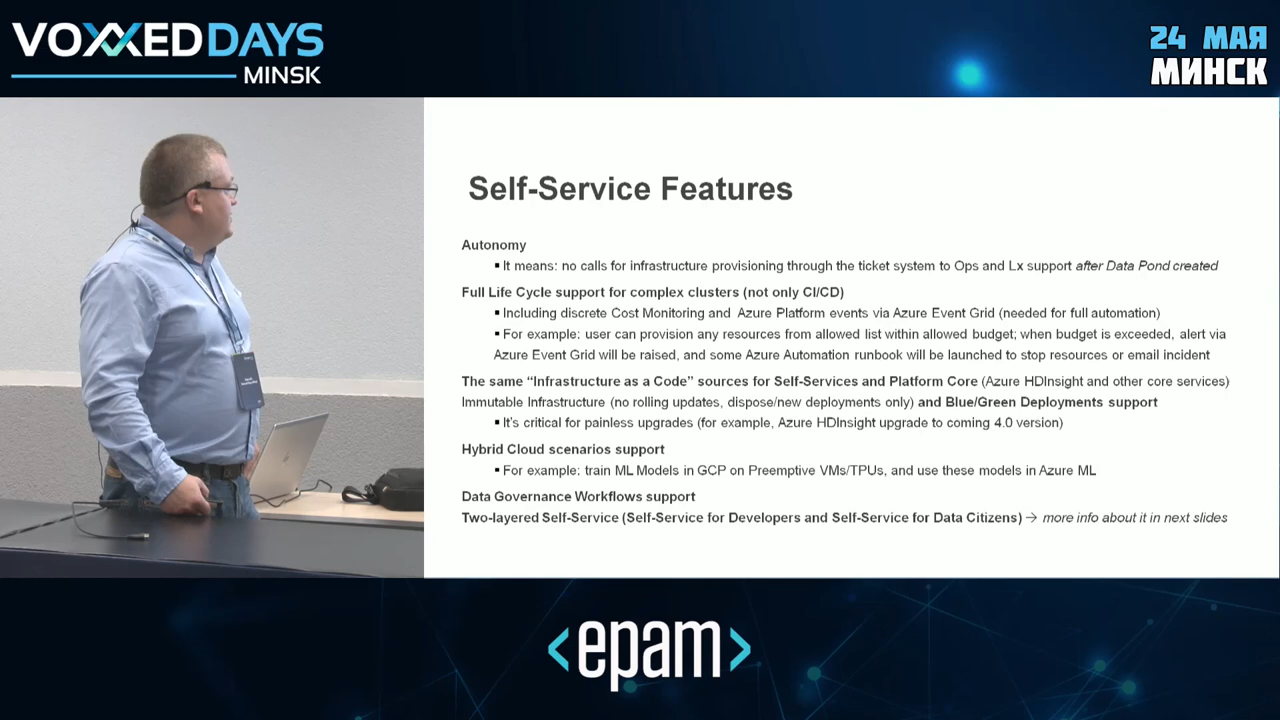 VOXXEDDAYS
MINSK
24 МАЯ
МИНСК
Self-Service Features
Autonomy
▪ It means: no calls for infrastructure provisioning through the ticket system to Ops and Lx support after Data Pond created
Full Life Cycle support for complex clusters (not only CI/CD)
▪ Including discrete Cost Monitoring and Azure Platform events via Azure Event Grid (needed for full automation)
▪ For example: user can provision any resources from allowed list within allowed budget; when budget is exceeded, alert via
Azure Event Grid will be raised, and some Azure Automation runbook will be launched to stop resources or email incident
The same “Infrastructure as a Code” sources for Self-Services and Platform Core (Azure HDInsight and other core services)
Immutable Infrastructure (no rolling updates, dispose/new deployments only) and Blue/Green Deployments support
▪ It’s critical for painless upgrades (for example, Azure HDInsight upgrade to coming 4.0 version)
Hybrid Cloud scenarios support
▪ For example: train ML Models in GCP on Preemptive VMs/TPUs, and use these models in Azure ML
Data Governance Workflows support
Two-layered Self-Service (Self-Service for Developers and Self-Service for Data Citizens) → more info about it in next slides
<epam>